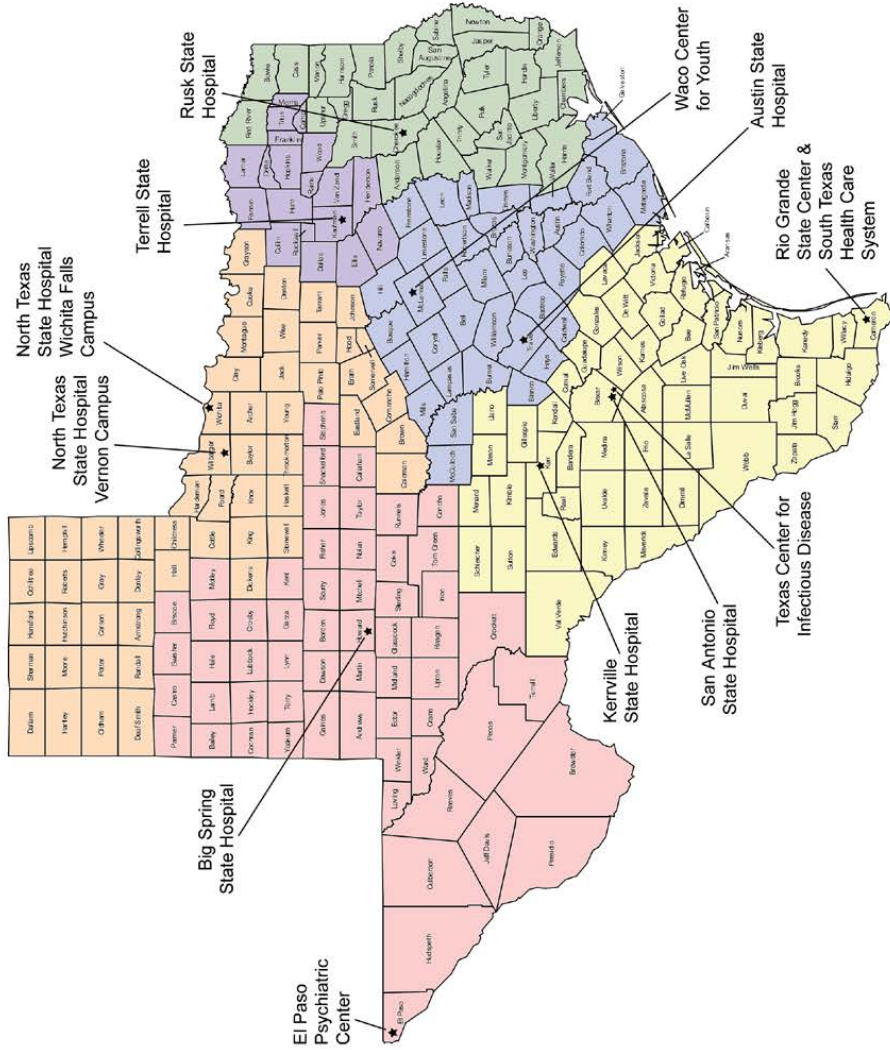 El Paso
Psychiatric
Center
Big Spring
State Hospital
North Texas
State Hospital
Vernon Campus
North Texas
State Hospital
Wichita Falls
Campus
Terrell State
Hospital
Rusk State
Hospital
Waco Center
for Youth
Austin State
Hospital
Rio Grande
State Center &
South Texas
Health Care
System
Texas Center for
Infectious Disease
San Antonio
State Hospital
Kerrville
State Hospital
Dallam
Sherman
Hansford
Ochiltree
Lipscomb
Hartley
Moore
Hutchinson
Roberts
Hemphill
Oldham
Potter
Carson
Gray
Wheeler
Deaf Smith
Randall
Armstrong
Donley
Collingsworth
Parmer
Castro
Swisher
Briscoe
Hall
Childress
Bailey
Lamb
Hale
Floyd
Motley
Cottle
Hardeman
Foard
Wilbarger
Wichita
Clay
Montague
Cooke
Grayson
Fannin
Lamar
Red River
Bowie
Cochran
Hockley
Lubbock
Crosby
Dickens
King
Knox
Baylor
Archer
Jack
Wise
Denton
Collin
Hunt
Delta
Hopkins
Franklin
Titus
Morris
Camp
Cass
Marion
Yoakum
Terry
Lynn
Garza
Kent
Stonewall
Haskell
Throckmorton
Young
Palo Pinto
Parker
Tarrant
Dallas
Rockwall
Rains
Wood
Upshur
Harrison
Gregg
Gaines
Dawson
Borden
Scurry
Fisher
Jones
Shackelford
Stephens
Eastland
Erath
Hood
Somervell
Johnson
Ellis
Kaufman
Van Zandt
Henderson
Smith
Rusk
Panola
Andrews
Martin
Howard
Mitchell
Nolan
Taylor
Callahan
Brown
Comanche
Coleman
Navarro
Anderson
Cherokee
Nacogdoches
Shelby
San
Augustine
Sabine
El Paso
Hudspeth
Culberson
Loving
Winkler
Ector
Midland
Glasscock
Sterling
Coke
Runnels
Reeves
Ward
Crane
Upton
Reagan
Irion
Tom Green
Concho
McCulloch
San Saba
Mills
Hamilton
Bosque
Hill
Freestone
Limestone
McLennan
Coryell
Lampasas
Falls
Bell
Leon
Houston
Angelina
Trinity
Jasper
Newton
Jeff Davis
Presidio
Brewster
Pecos
Terrell
Crockett
Schleicher
Menard
Mason
Llano
Burnet
Williamson
Milam
Robertson
Madison
Brazos
Grimes
Walker
San
Jacinto
Polk
Tyler
Hardin
Orange
Jefferson
Liberty
Chambers
Montgomery
Harris
Waller
Washington
Burleson
Lee
Travis
Bastrop
Blanco
Hays
Caldwell
Fayette
Austin
Colorado
Fort Bend
Galveston
Brazoria
Matagorda
Wharton
Sutton
Kimble
Gillespie
Kendall
Kerr
Comal
Guadalupe
Gonzales
Lavaca
Jackson
Val Verde
Edwards
Real
Bandera
Bexar
Wilson
De Witt
Victoria
Calhoun
Kinney
Uvalde
Medina
Atascosa
Karnes
Goliad
Refugio
Aransas
Maverick
Zavala
Frio
Live Oak
Bee
San Patricio
Dimmit
La Salle
McMullen
Jim Wells
Nueces
Kleberg
Webb
Duval
Zapata
Jim Hogg
Brooks
Kenedy
Starr
Hidalgo
Willacy
Cameron